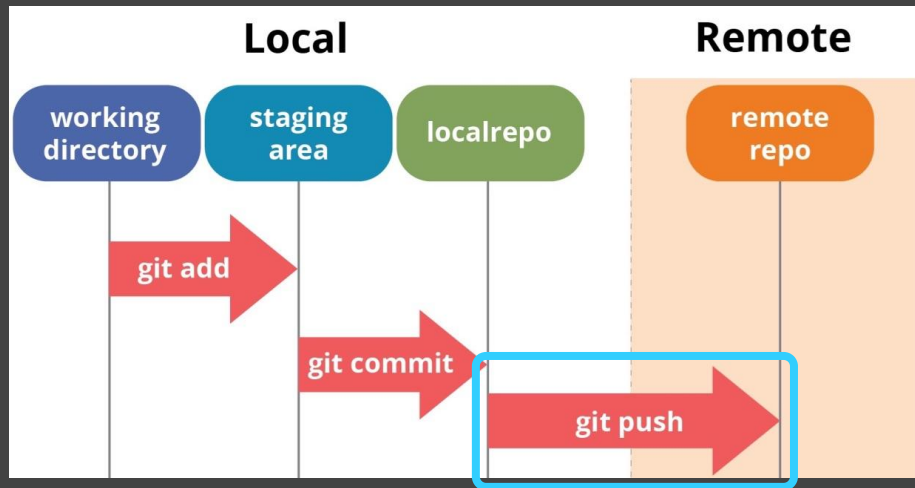 Local
Remote
working
directory
staging
area
localrepo
remote
repo
git add
git commit
git push